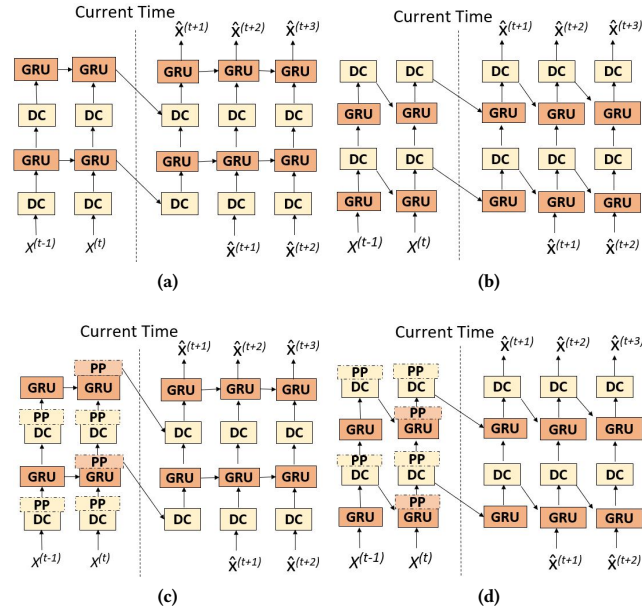 Current Time
x̂(t+1) x̂(t+2) x̂(t+3)
GRU GRU GRU GRU GRU
DC DC DC DC DC
GRU GRU GRU GRU GRU
DC DC DC DC DC
X(t-1) X(t) x̂(t+1) x̂(t+2)
(a)
Current Time
x̂(t+1) x̂(t+2) x̂(t+3)
DC DC DC DC DC
GRU GRU GRU GRU GRU
DC DC DC DC DC
GRU GRU GRU GRU GRU
X(t-1) X(t) x̂(t+1) x̂(t+2)
(b)
Current Time
x̂(t+1) x̂(t+2) x̂(t+3)
PP
GRU GRU GRU GRU GRU
PP PP
DC DC DC DC DC
PP
GRU GRU GRU GRU GRU
PP PP
DC DC DC DC DC
X(t-1) X(t) x̂(t+1) x̂(t+2)
(c)
Current Time
x̂(t+1) x̂(t+2) x̂(t+3)
PP PP
DC DC DC DC DC
PP
GRU GRU GRU GRU GRU
PP PP
DC DC DC DC DC
PP
GRU GRU GRU GRU GRU
X(t-1) X(t) x̂(t+1) x̂(t+2)
(d)